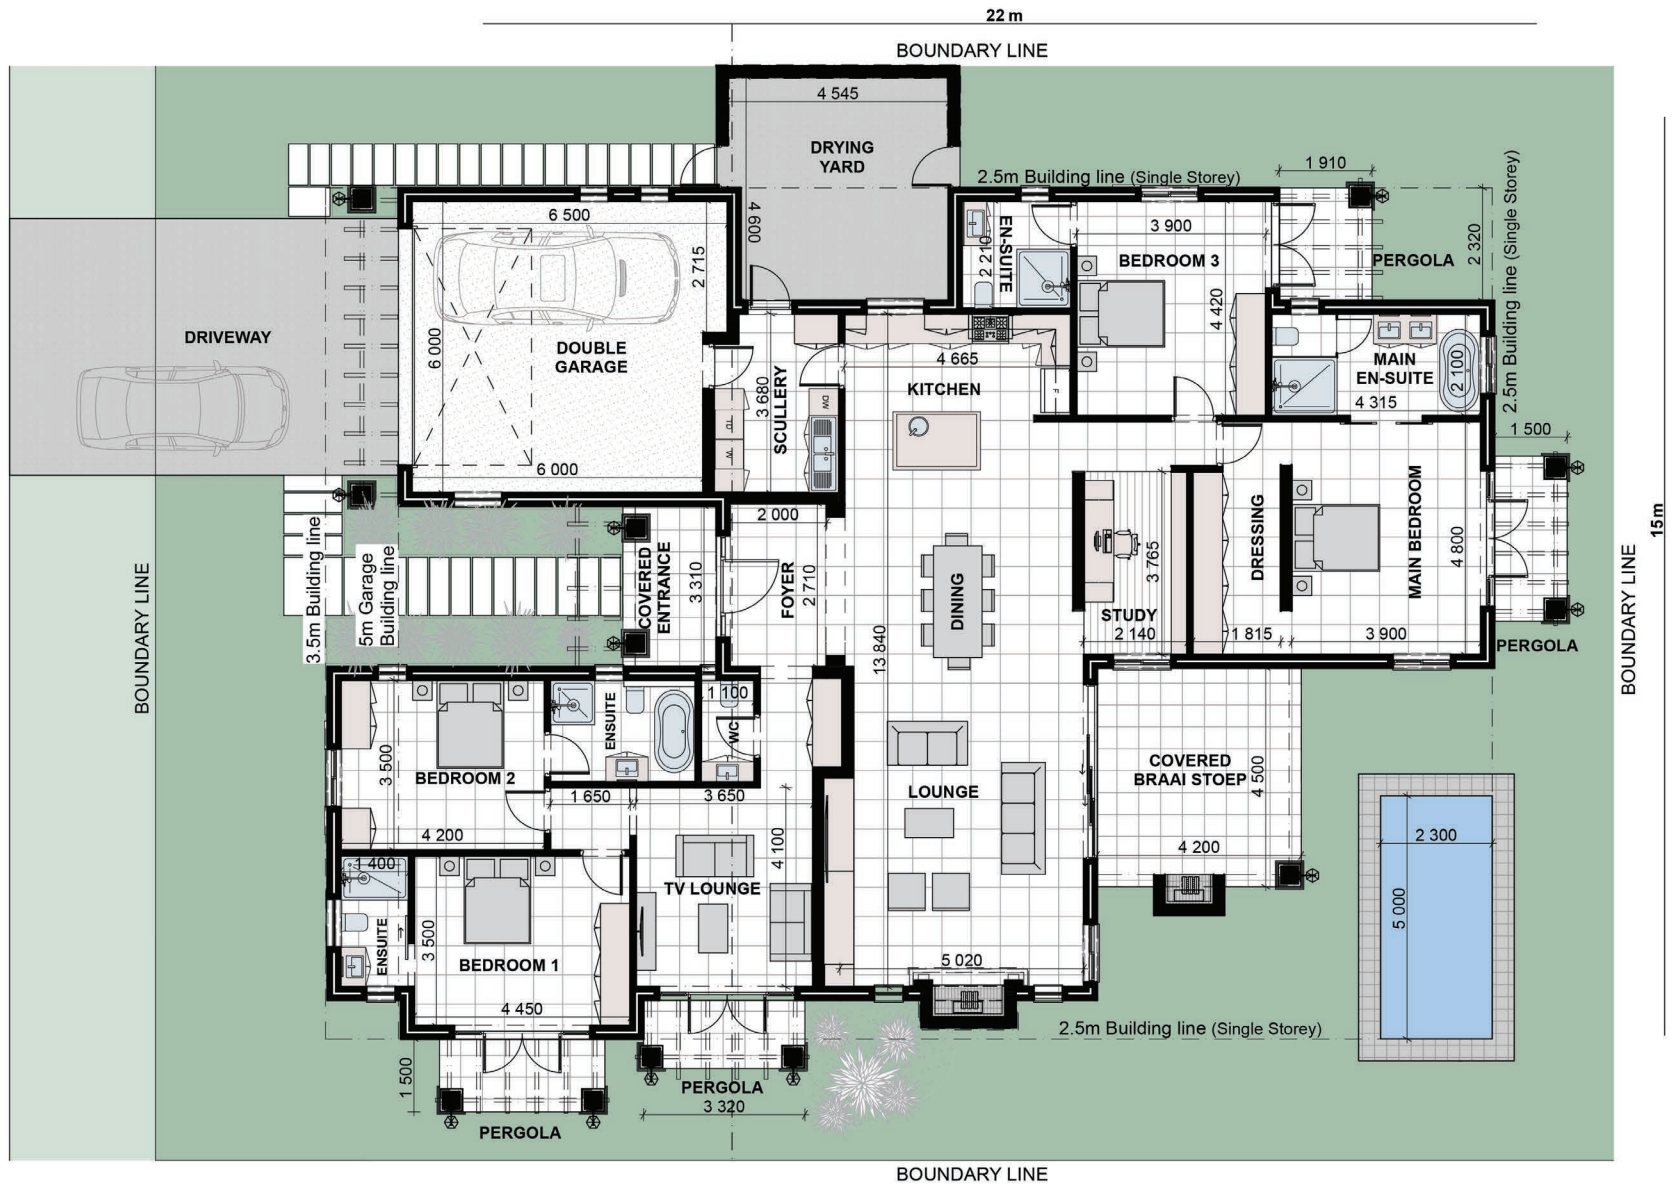 22 m
BOUNDARY LINE
4 545
DRYING
YARD
4 600
2.5m Building line (Single Storey)
1 910
2.5m Building line (Single Storey)
2 320
PERGOLA
6 500
2 715
6 000
DOUBLE
GARAGE
6 000
DRIVEWAY
EN-SUITE
2 210
3 900
BEDROOM 3
4 420
MAIN
EN-SUITE
2 100
4 315
4 665
KITCHEN
F
3 680
SCULLERY
DW
TD
W
1 500
15m
2 000
FOYER
2 710
COVERED
ENTRANCE
3 310
3.5m Building line
5m Garage
Building line
BOUNDARY LINE
DINING
13 840
3 765
STUDY
2 140
DRESSING
1 815
MAIN BEDROOM
4 800
3 900
PERGOLA
BOUNDARY LINE
1 100
WC
ENSUITE
3 500
BEDROOM 2
4 200
1 650
3 650
4 100
TV LOUNGE
LOUNGE
COVERED
BRAAI STOEP
4 500
4 200
2 300
5 000
1 400
ENSUITE
3 500
BEDROOM 1
4 450
5 020
2.5m Building line (Single Storey)
1 500
PERGOLA
3 320
PERGOLA
BOUNDARY LINE